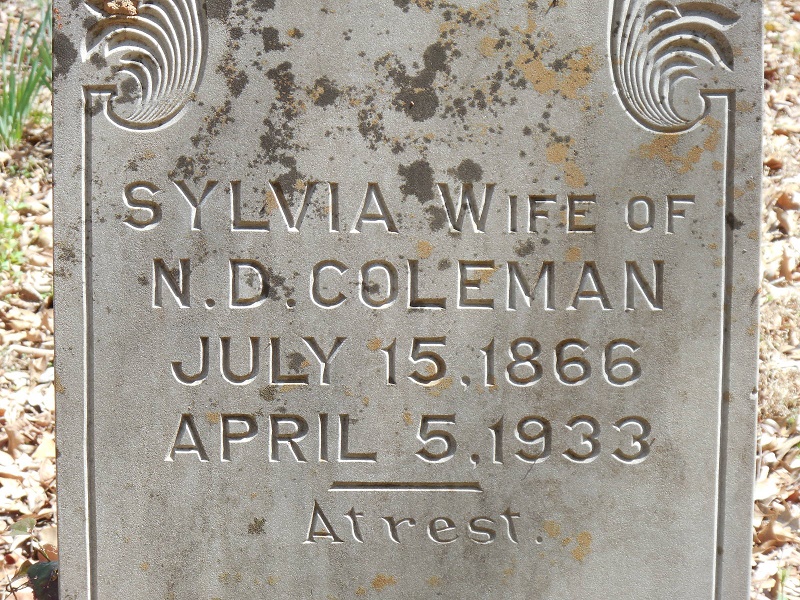 SYLVIA WIFE OF
N.D. COLEMAN
JULY 15, 1866
APRIL 5, 1933
At rest.